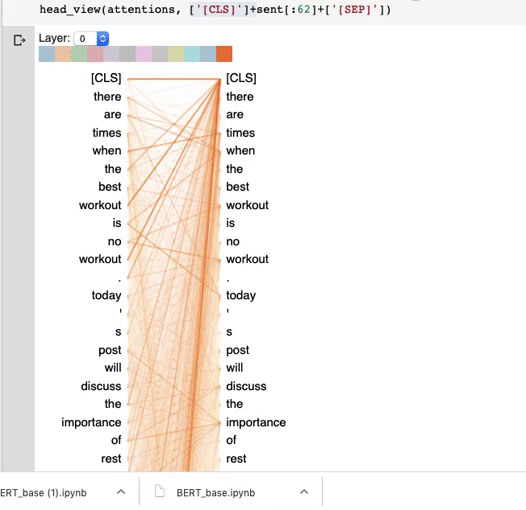 head_view(attentions, ['[CLS]']+sent[:62]+['[SEP]'])
Layer: 0
[CLS] [CLS]
there there
are are
times times
when when
the the
best best
workout workout
is is
no no
workout workout
. .
today today
' '
s s
post post
will will
discuss discuss
the the
importance importance
of of
rest rest
ERT_base (1).ipynb BERT_base.ipynb